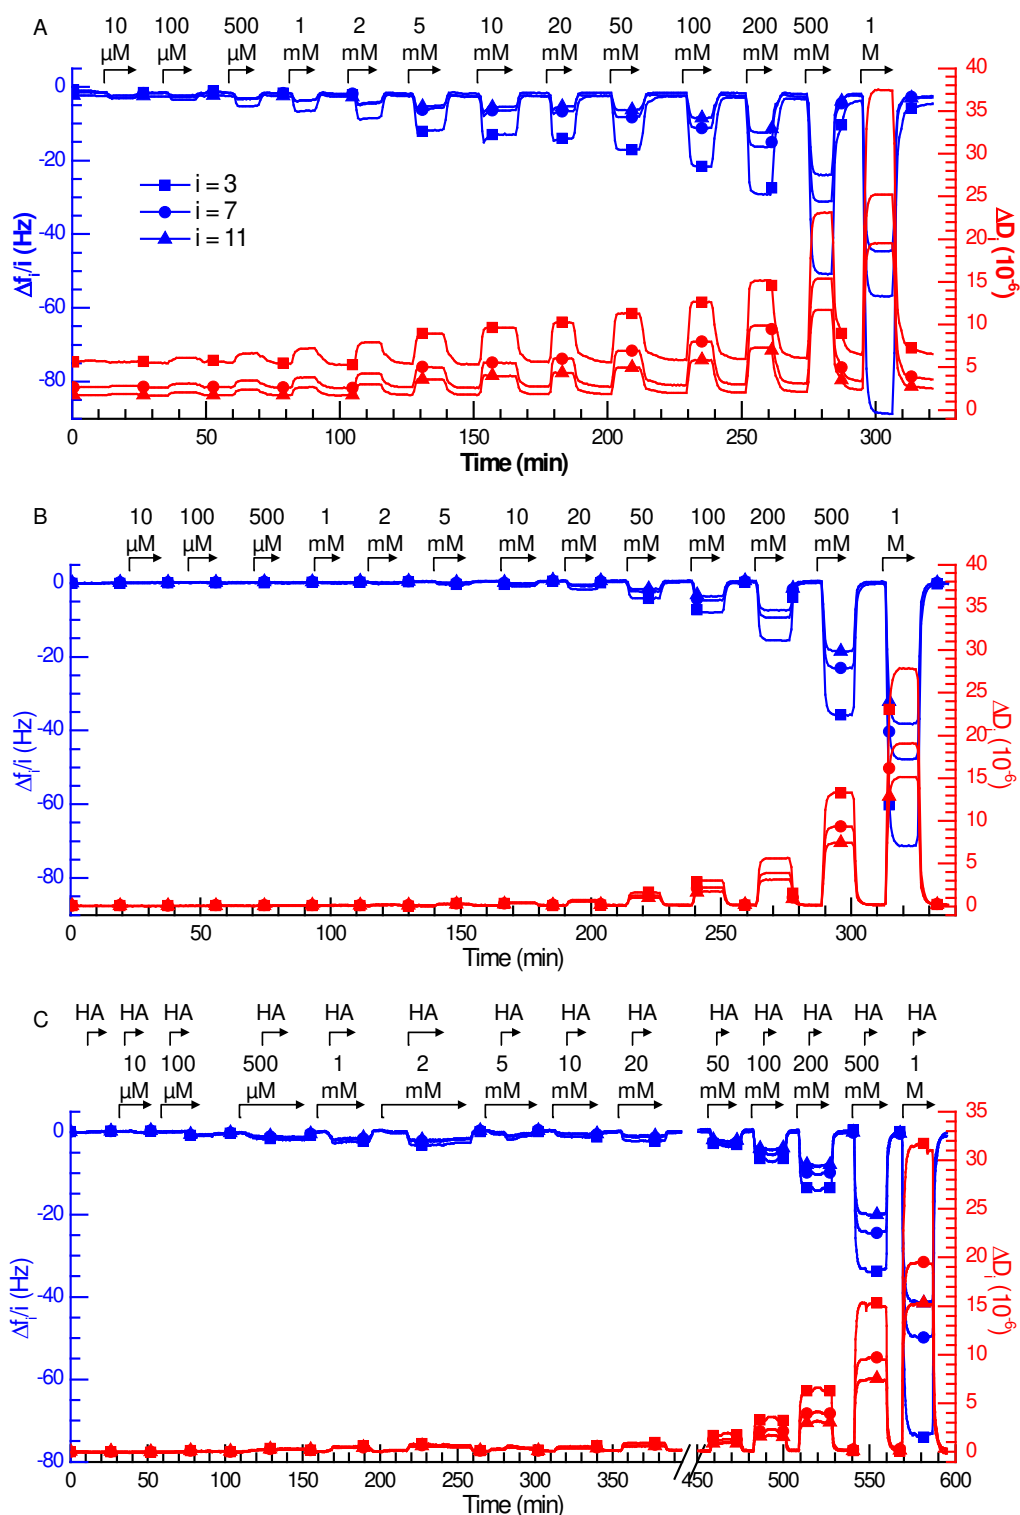 A
10 100 500 1 2 5 10 20 50 100 200 500 1
µM µM µM mM mM mM mM mM mM mM mM mM M
0 -20 -40 -60 -80
Δfᵢ/i (Hz)
i = 3
i = 7
i = 11
40 35 30 25 20 15 10 5 0
ΔDᵢ (10⁻⁶)
0 50 100 150 200 250 300
Time (min)
B
10 100 500 1 2 5 10 20 50 100 200 500 1
µM µM µM mM mM mM mM mM mM mM mM mM M
0 -20 -40 -60 -80
Δfᵢ/i (Hz)
40 35 30 25 20 15 10 5 0
ΔDᵢ (10⁻⁶)
0 50 100 150 200 250 300
Time (min)
C
HA HA HA HA HA HA HA HA HA HA HA HA HA HA
10 100 500 1 2 5 10 20 50 100 200 500 1
µM µM µM mM mM mM mM mM mM mM mM mM M
0 -20 -40 -60 -80
Δfᵢ/i (Hz)
35 30 25 20 15 10 5 0
ΔDᵢ (10⁻⁶)
0 50 100 150 200 250 300 350 450 500 550 600
Time (min)